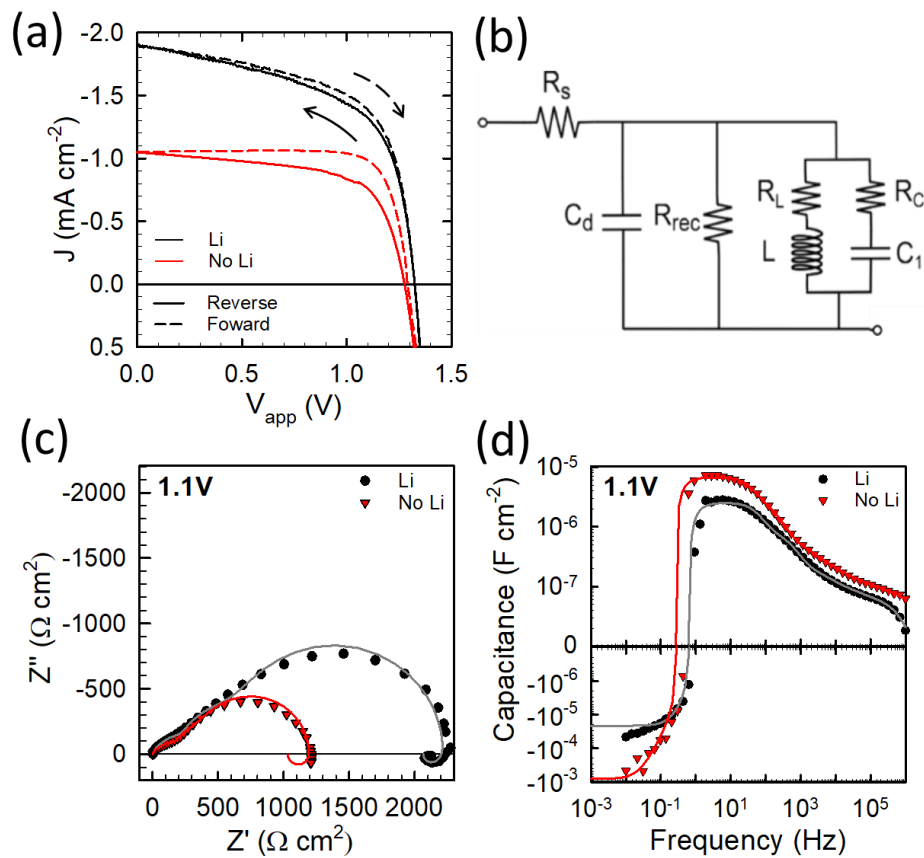 (a)
-2.0
-1.5
-1.0
-0.5
0.0
0.5
J (mA cm-2)
Li
No Li
Reverse
Foward
0.0 0.5 1.0 1.5
Vapp (V)
(b)
Rs
Cd
Rrec
RL
L
RC
C1
(c)
1.1V
Li
No Li
-2000
-1500
-1000
-500
0
Z'' (Ω cm2)
0 500 1000 1500 2000
Z' (Ω cm2)
(d)
1.1V
Li
No Li
10-5
10-6
10-7
0
-10-6
-10-5
-10-4
-10-3
Capacitance (F cm-2)
10-3 10-1 101 103 105
Frequency (Hz)